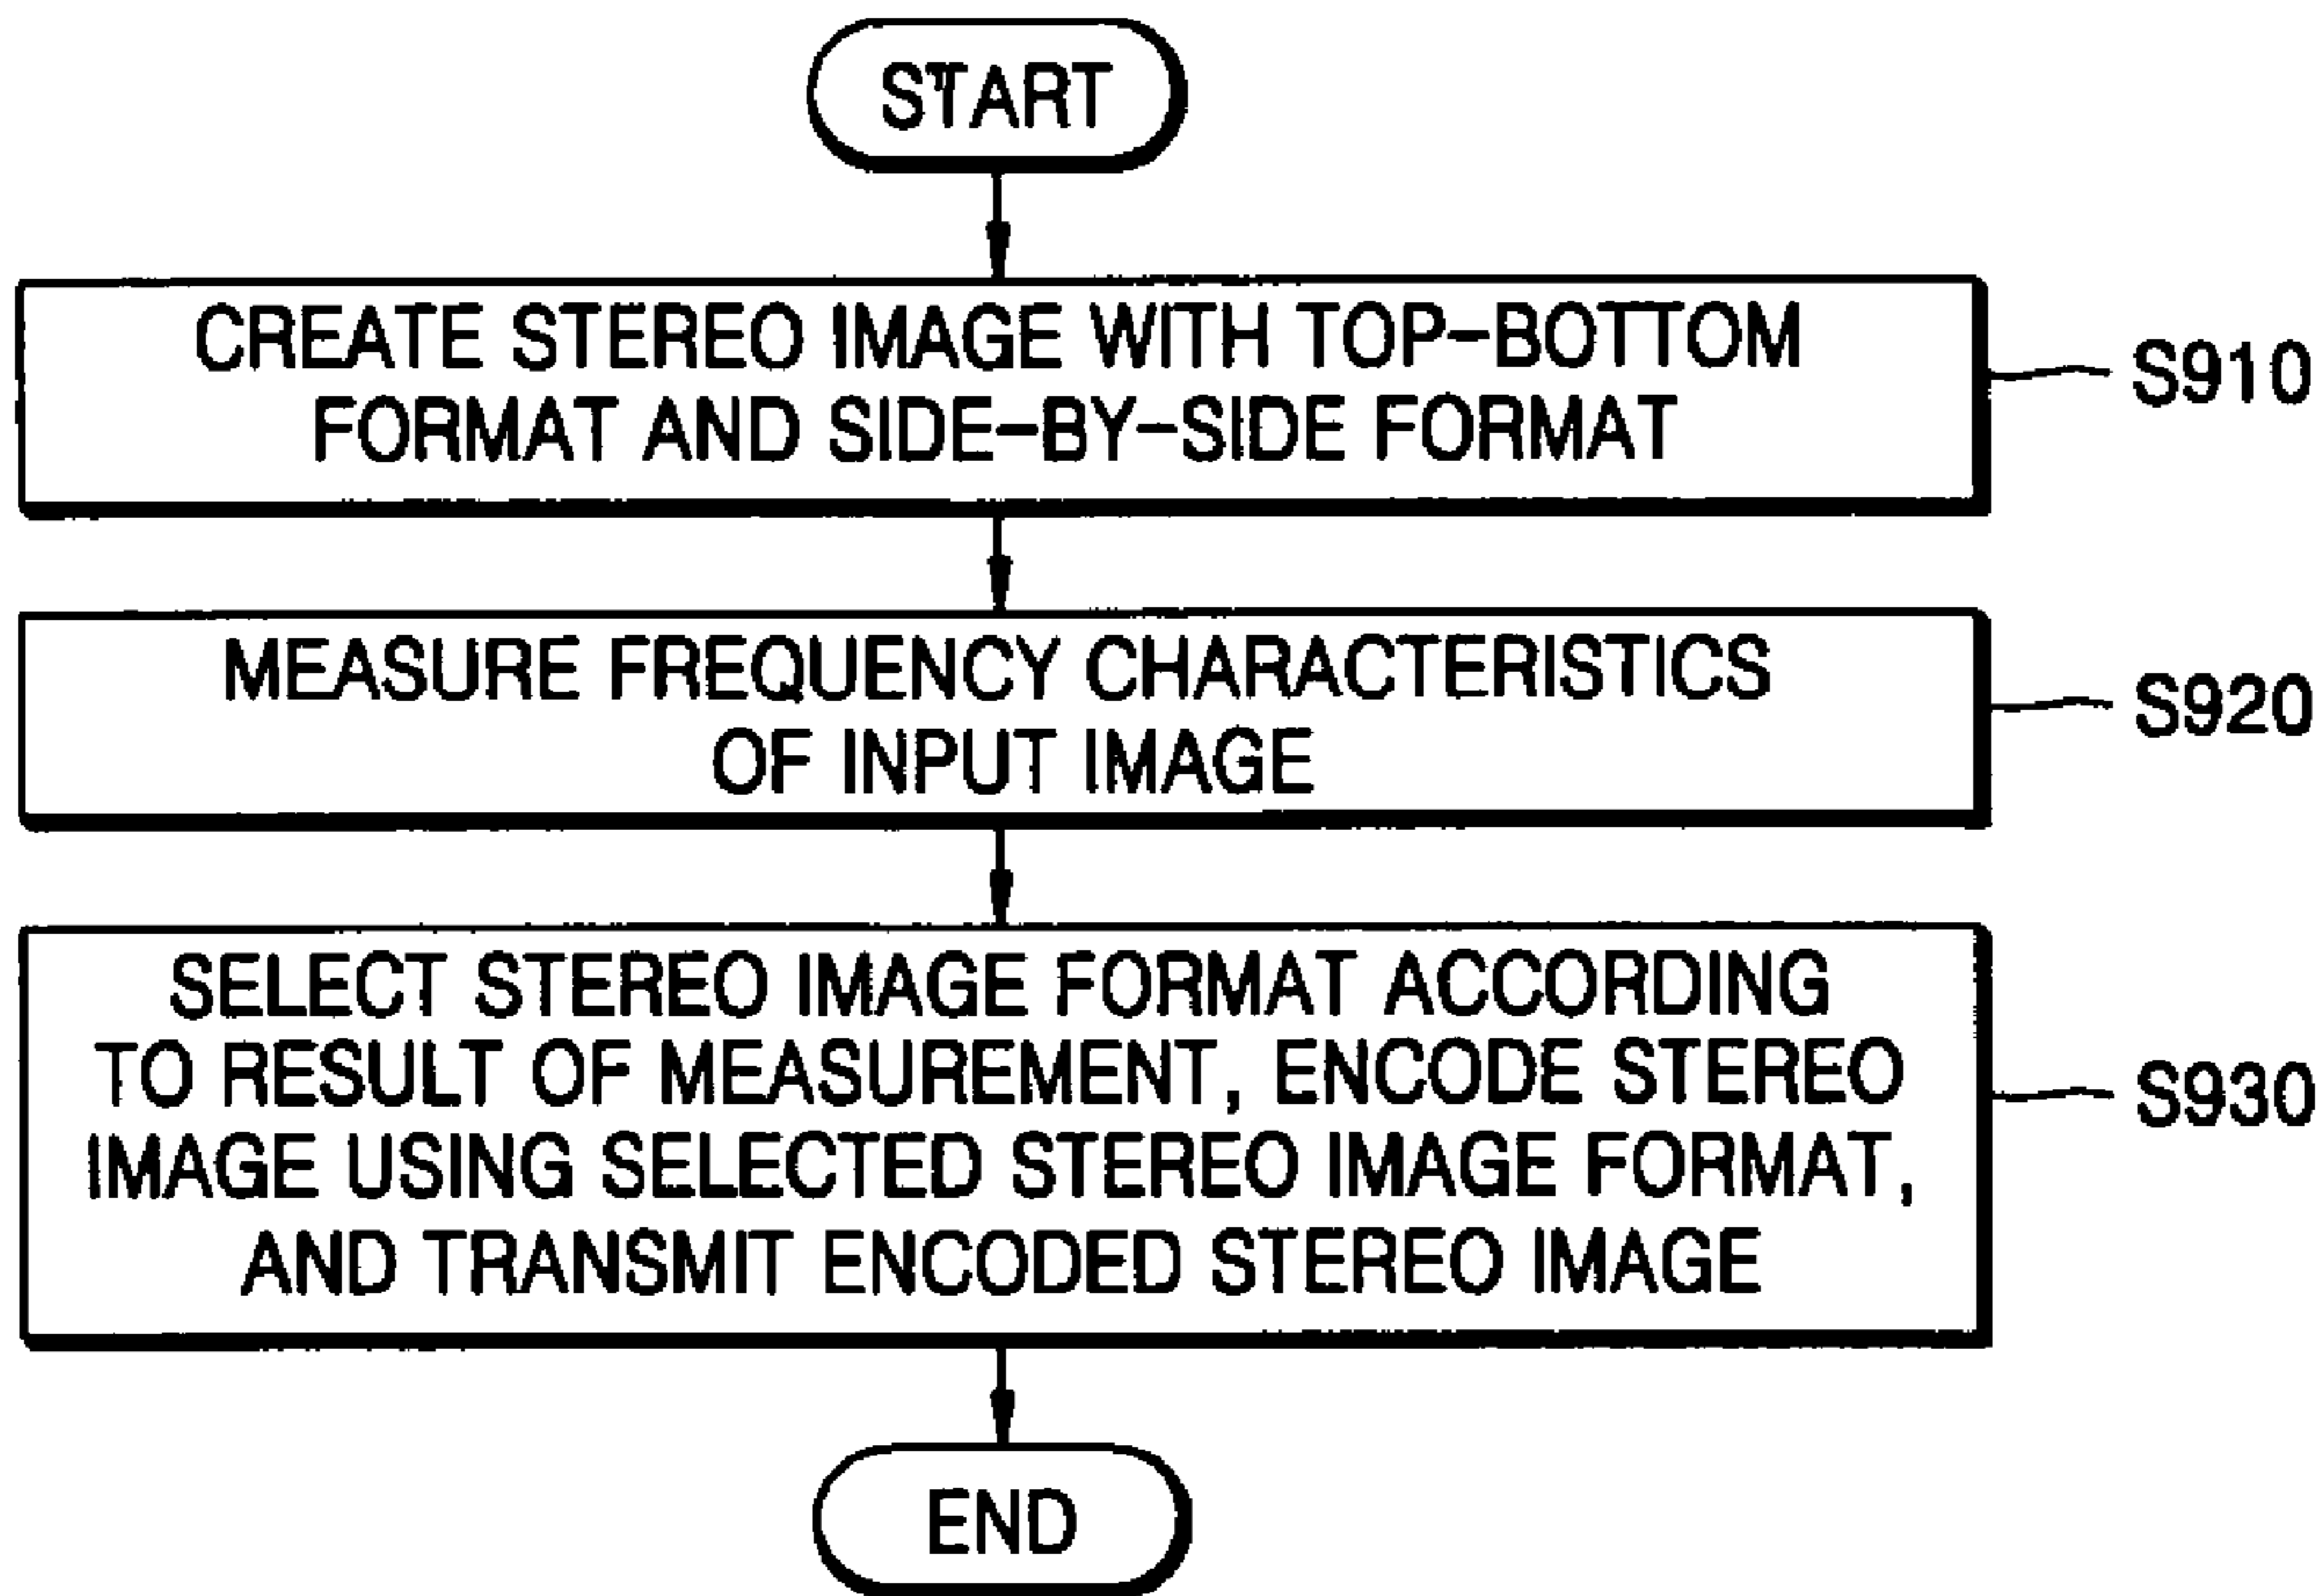 START
CREATE STEREO IMAGE WITH TOP-BOTTOM
FORMAT AND SIDE-BY-SIDE FORMAT
S910
MEASURE FREQUENCY CHARACTERISTICS
OF INPUT IMAGE
S920
SELECT STEREO IMAGE FORMAT ACCORDING
TO RESULT OF MEASUREMENT, ENCODE STEREO
IMAGE USING SELECTED STEREO IMAGE FORMAT,
AND TRANSMIT ENCODED STEREO IMAGE
S930
END